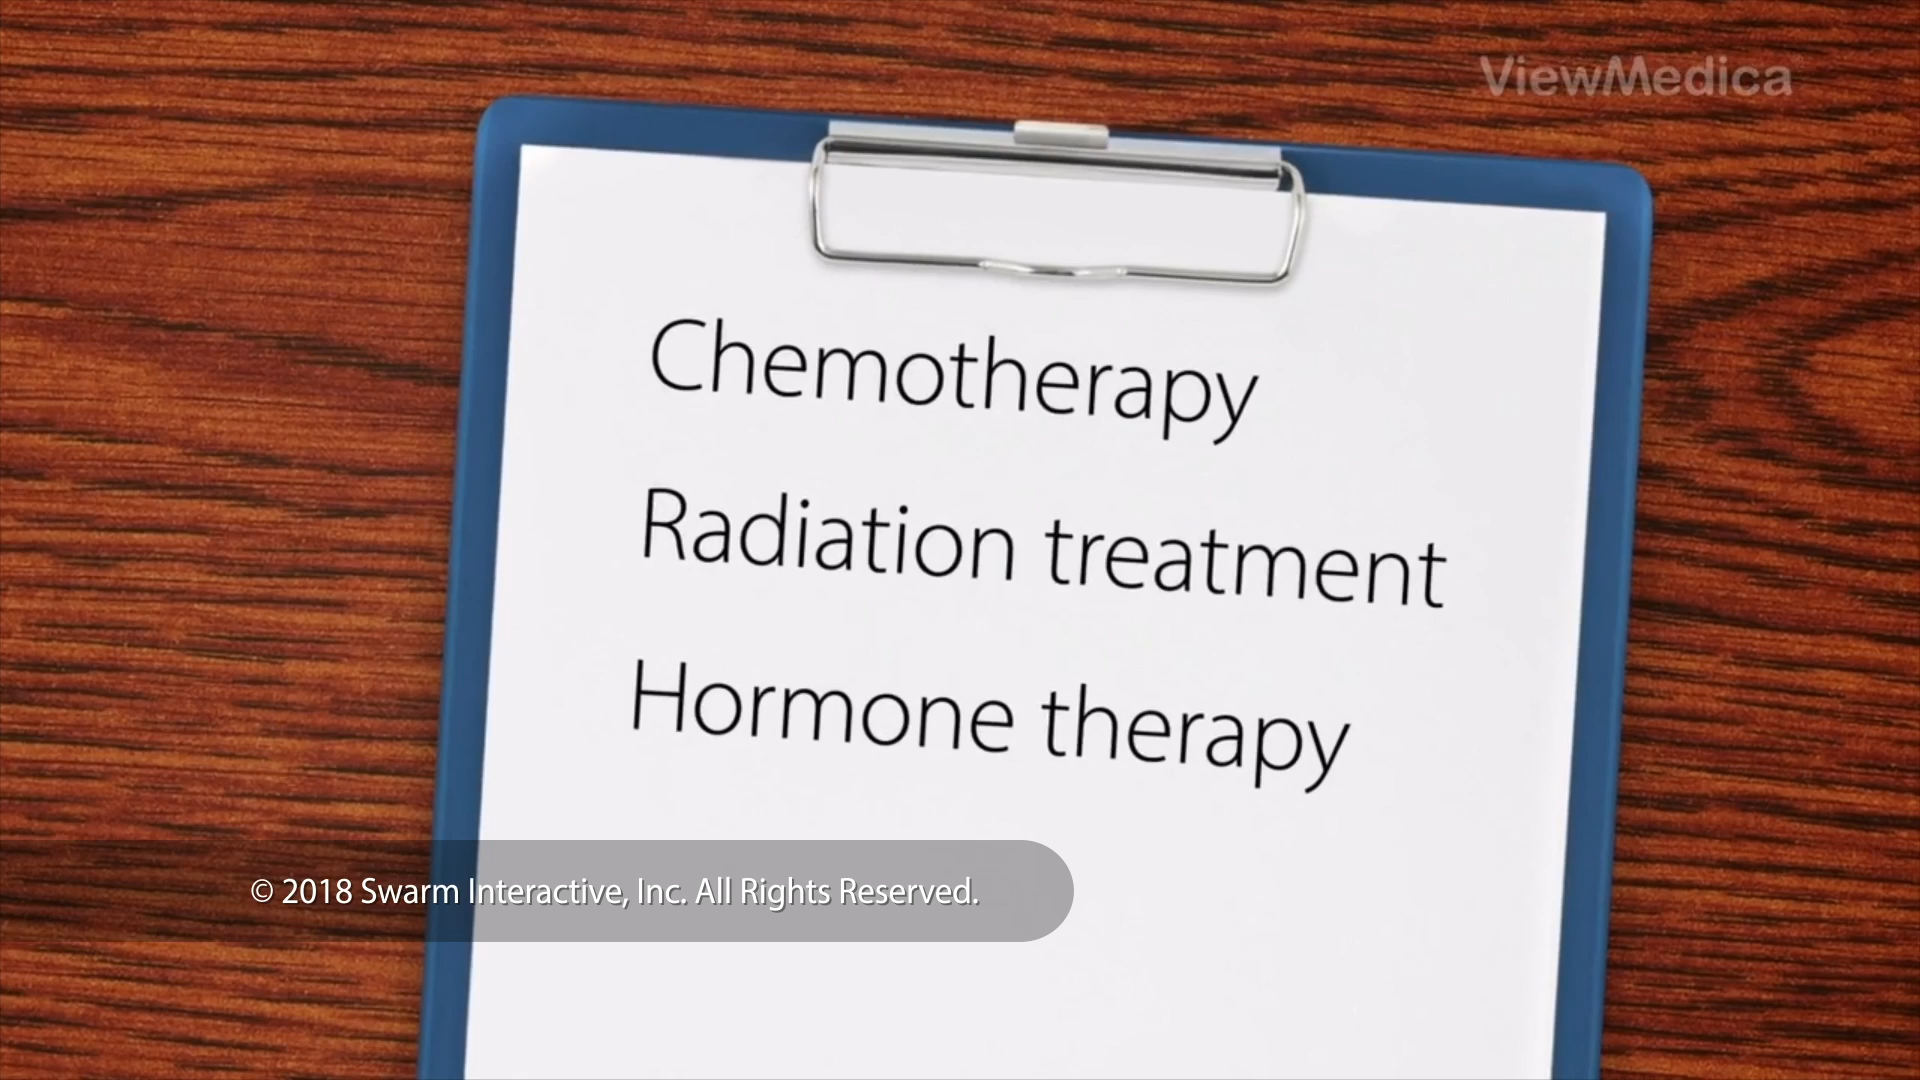 ViewMedica
Chemotherapy
Radiation treatment
Hormone therapy
© 2018 Swarm Interactive, Inc. All Rights Reserved.